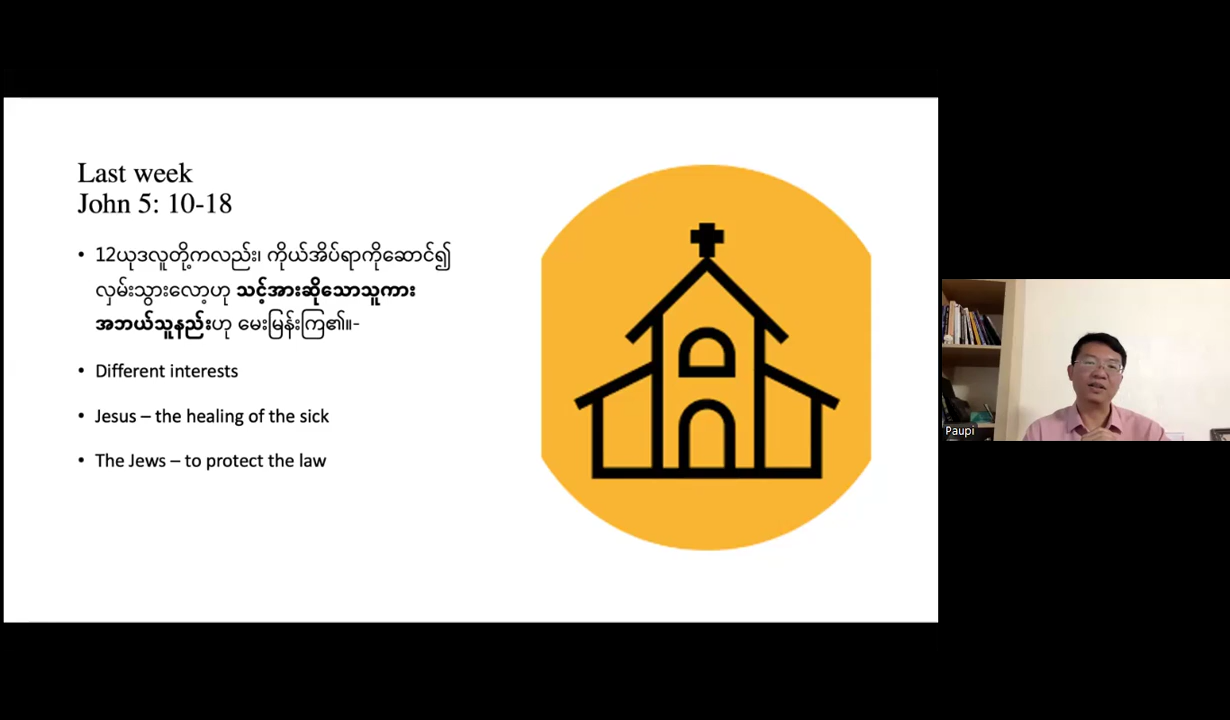 Last week
John 5: 10-18
• 12ယုဒလူတို့ကလည်း၊ ကိုယ်အိပ်ရာကိုဆောင်၍
လှမ်းသွားလော့ဟု သင့်အားဆိုသောသူကား
အဘယ်သူနည်းဟု မေးမြန်းကြ၏။-
• Different interests
• Jesus – the healing of the sick
• The Jews – to protect the law
Paupi